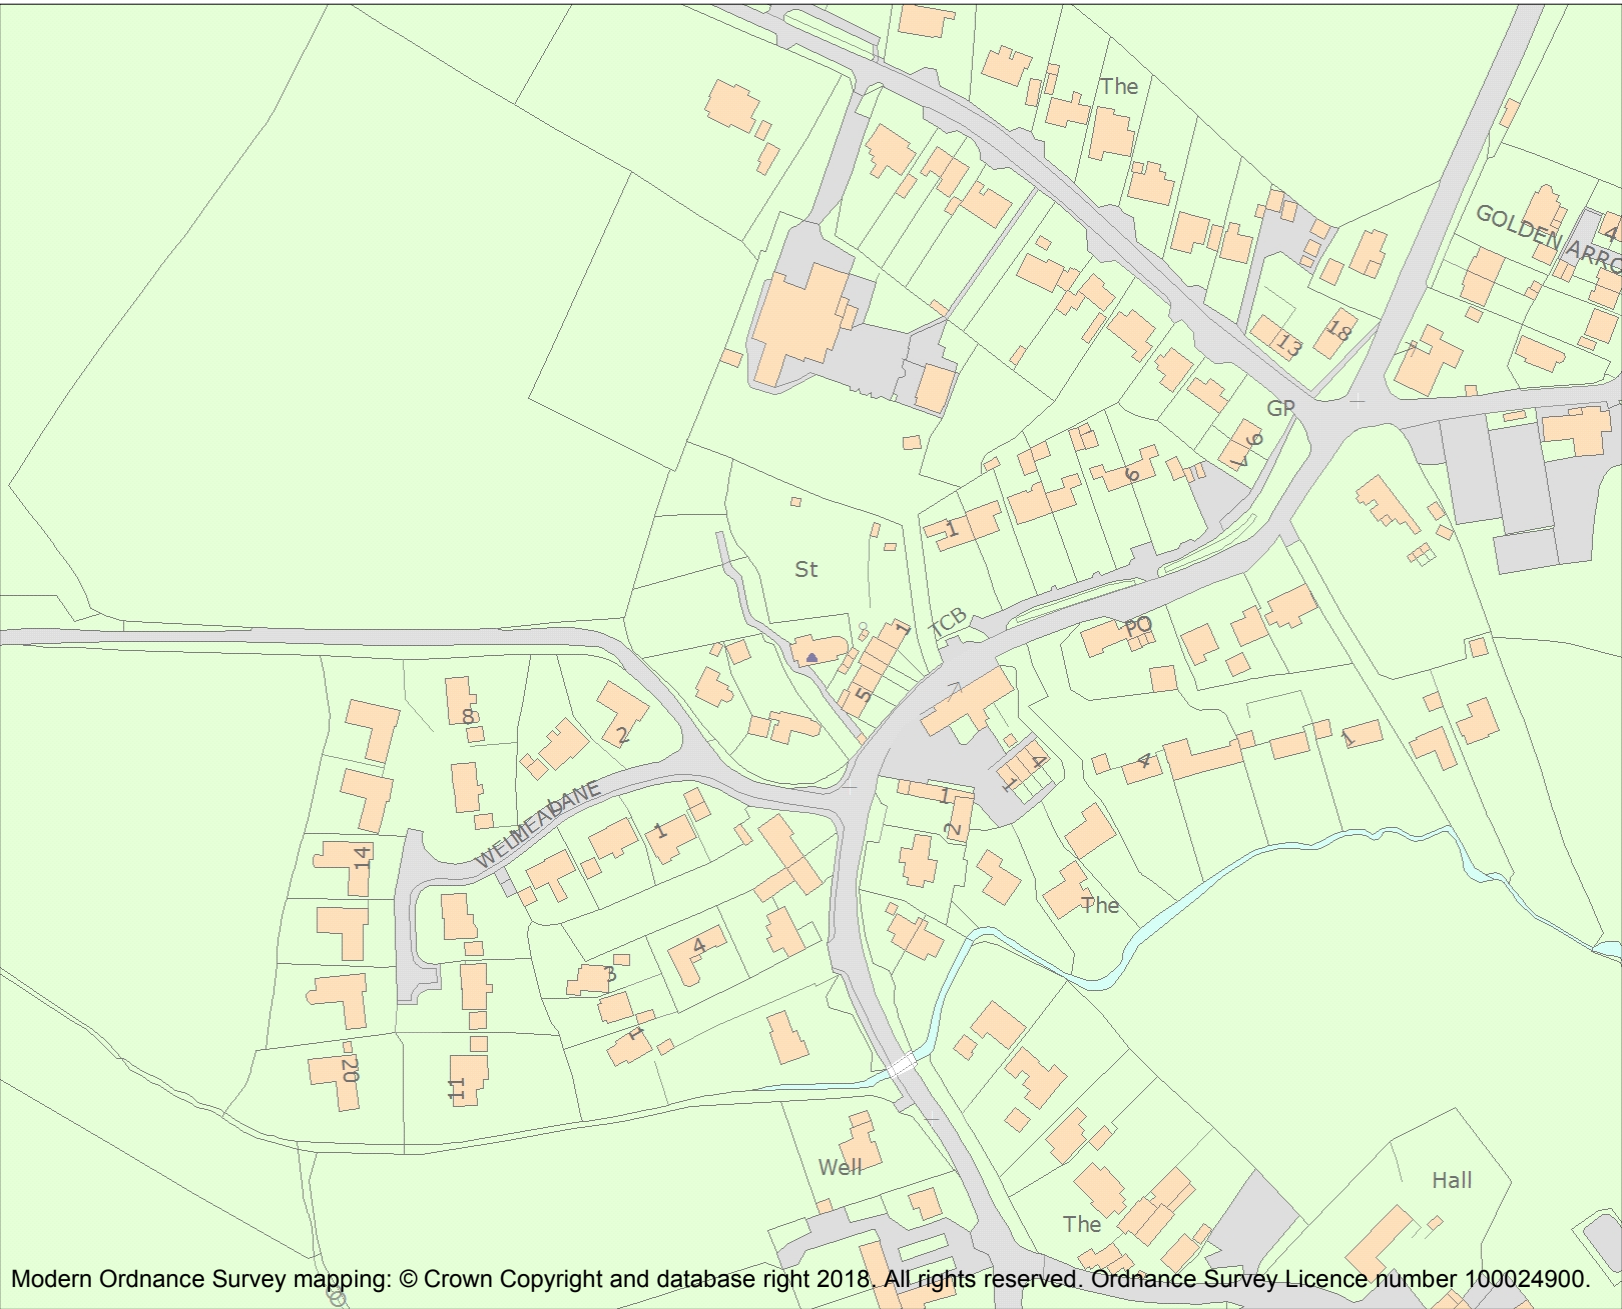 The
GOLDEN ARRO
4
18
13
GP
9
7
6
1
St
TCB
1
PO
5
8
2
1
4
4
1
WELLMEAD LANE
1
2
1
14
The
4
3
1
20
11
Well
Hall
The
Modern Ordnance Survey mapping: © Crown Copyright and database right 2018. All rights reserved. Ordnance Survey Licence number 100024900.